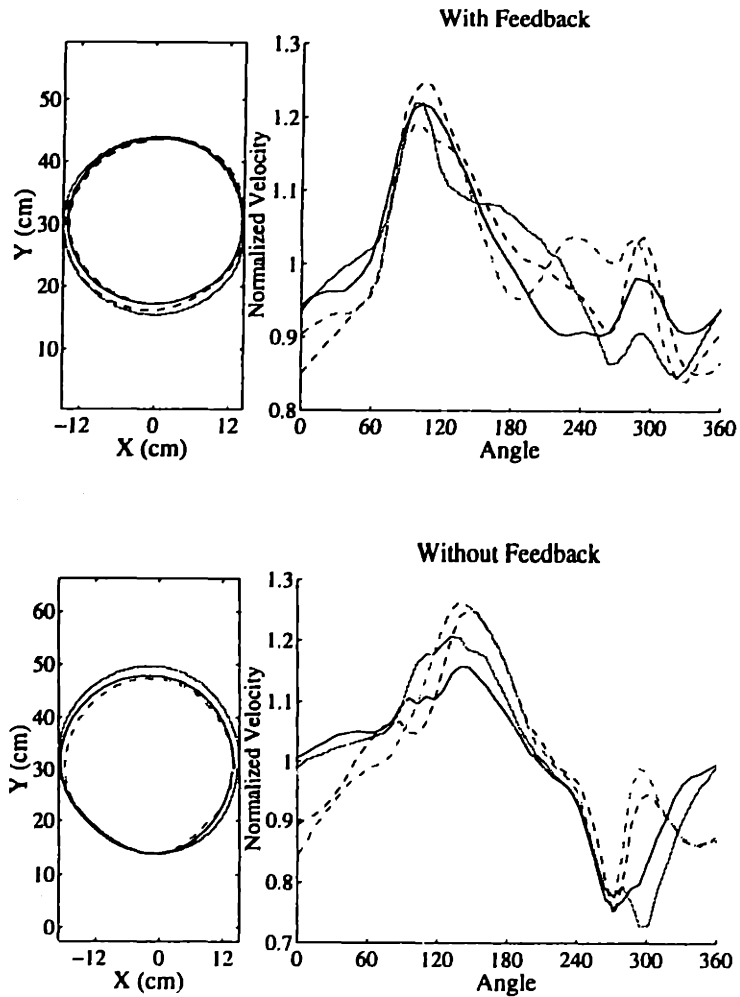 With Feedback
1.3
1.2
1.1
1
0.9
0.8
Normalized Velocity
0 60 120 180 240 300 360
Angle
50
40
30
20
10
Y (cm)
−12 0 12
X (cm)
Without Feedback
1.3
1.2
1.1
1
0.9
0.8
0.7
Normalized Velocity
0 60 120 180 240 300 360
Angle
60
50
40
30
20
10
0
Y (cm)
−12 0 12
X (cm)